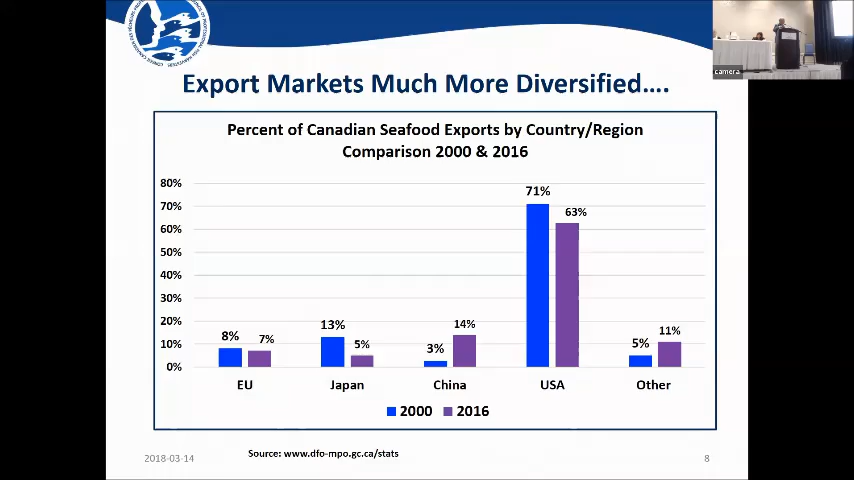 camera
Export Markets Much More Diversified....
Percent of Canadian Seafood Exports by Country/Region
Comparison 2000 & 2016
80%
70%
60%
50%
40%
30%
20%
10%
0%
8%
7%
13%
5%
3%
14%
71%
63%
5%
11%
EU
Japan
China
USA
Other
2000
2016
2018-03-14
Source: www.dfo-mpo.gc.ca/stats
8